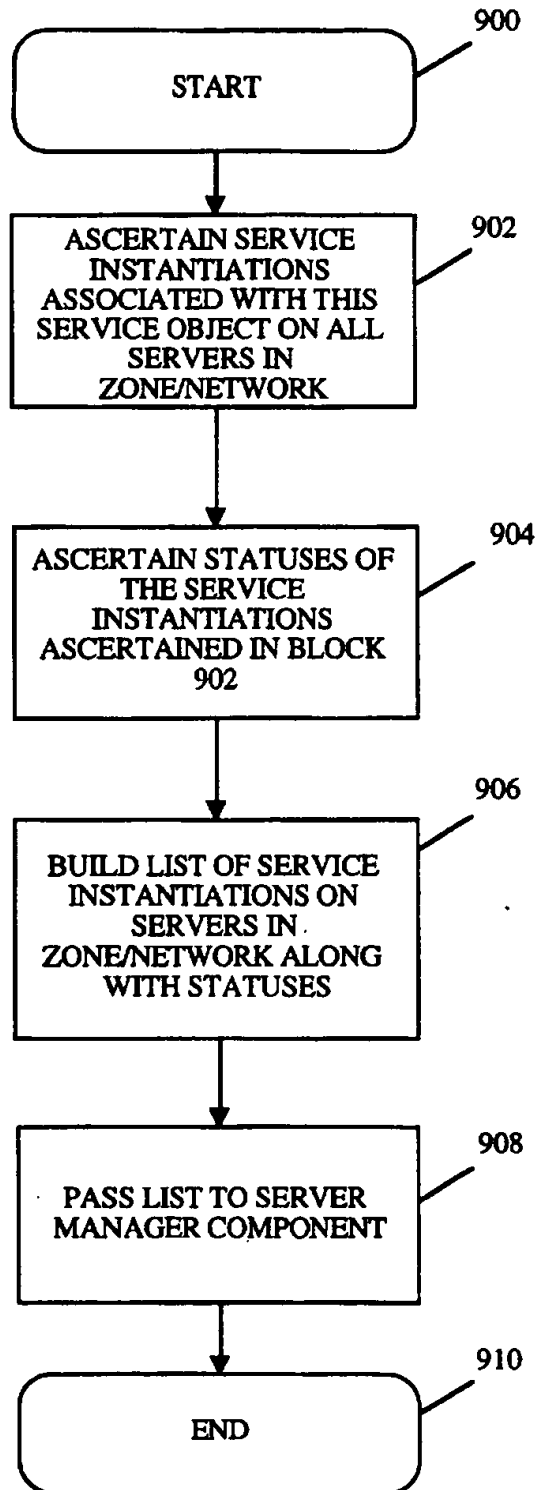 900
START
902
ASCERTAIN SERVICE
INSTANTIATIONS
ASSOCIATED WITH THIS
SERVICE OBJECT ON ALL
SERVERS IN
ZONE/NETWORK
904
ASCERTAIN STATUSES OF
THE SERVICE
INSTANTIATIONS
ASCERTAINED IN BLOCK
902
906
BUILD LIST OF SERVICE
INSTANTIATIONS ON
SERVERS IN
ZONE/NETWORK ALONG
WITH STATUSES
908
PASS LIST TO SERVER
MANAGER COMPONENT
910
END